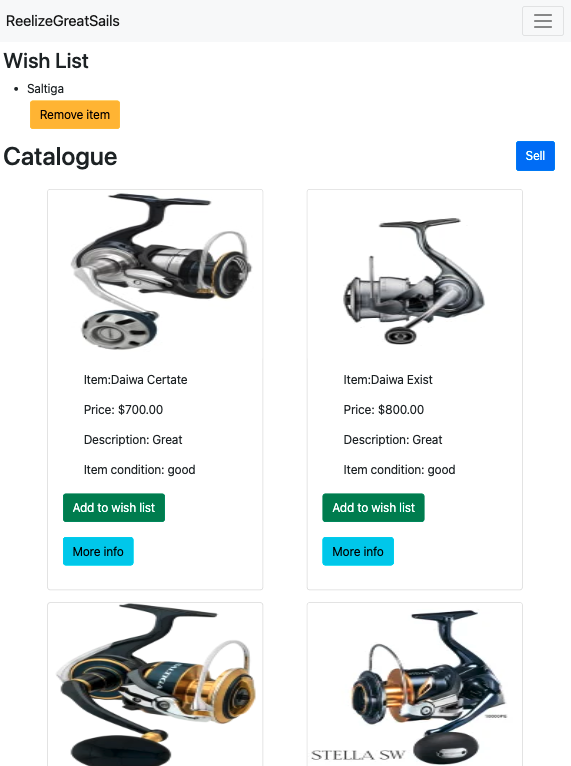 ReelizeGreatSails
Wish List
Saltiga
Remove item
Catalogue
Sell
Item:Daiwa Certate
Price: $700.00
Description: Great
Item condition: good
Add to wish list
More info
Item:Daiwa Exist
Price: $800.00
Description: Great
Item condition: good
Add to wish list
More info
STELLA SW